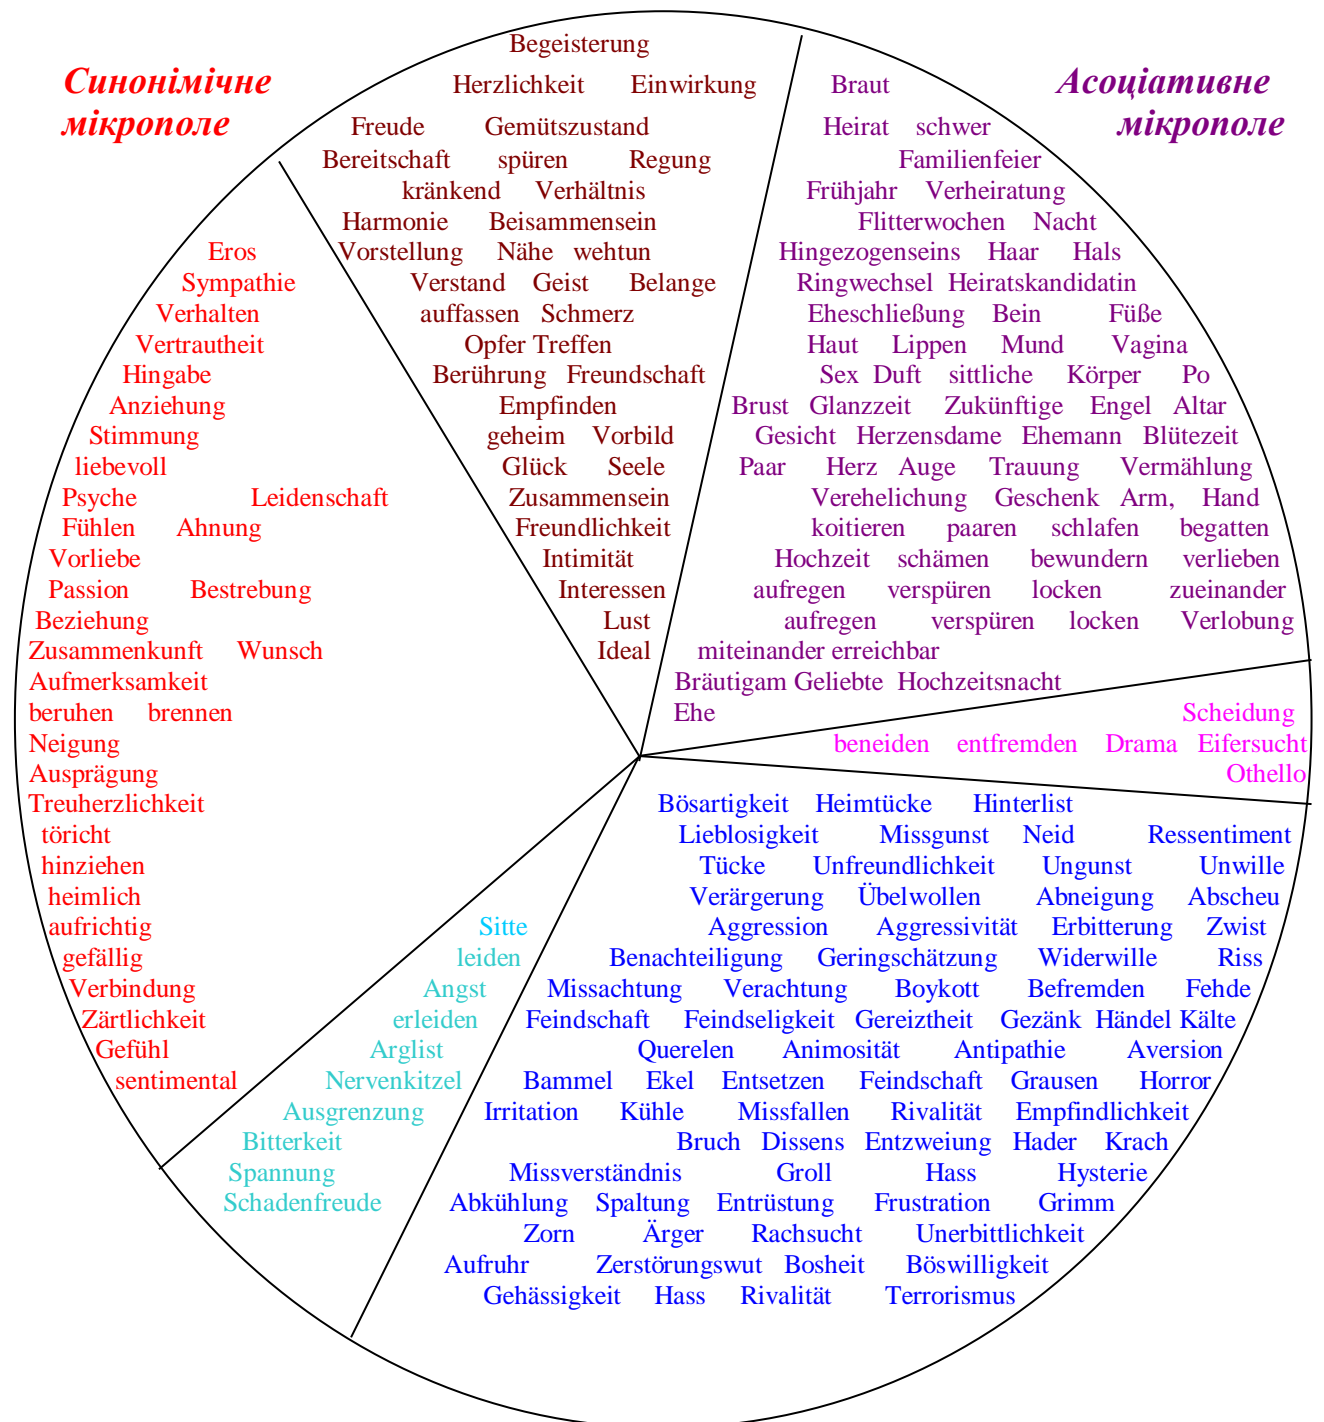 Синонімічне
мікрополе
Асоціативне
мікрополе
Begeisterung
Herzlichkeit Einwirkung
Freude Gemütszustand
Bereitschaft spüren Regung
kränkend Verhältnis
Harmonie Beisammensein
Vorstellung Nähe wehtun
Verstand Geist Belange
auffassen Schmerz
Opfer Treffen
Berührung Freundschaft
Empfinden
geheim Vorbild
Glück Seele
Zusammensein
Freundlichkeit
Intimität
Interessen
Lust
Ideal
Braut
Heirat schwer
Familienfeier
Frühjahr Verheiratung
Flitterwochen Nacht
Hingezogenseins Haar Hals
Ringwechsel Heiratskandidatin
Eheschließung Bein Füße
Haut Lippen Mund Vagina
Sex Duft sittliche Körper Po
Brust Glanzzeit Zukünftige Engel Altar
Gesicht Herzensdame Ehemann Blütezeit
Paar Herz Auge Trauung Vermählung
Verehelichung Geschenk Arm, Hand
koitieren paaren schlafen begatten
Hochzeit schämen bewundern verlieben
aufregen verspüren locken zueinander
aufregen verspüren locken Verlobung
miteinander erreichbar
Bräutigam Geliebte Hochzeitsnacht
Ehe
Scheidung
beneiden entfremden Drama Eifersucht
Othello
Eros
Sympathie
Verhalten
Vertrautheit
Hingabe
Anziehung
Stimmung
liebevoll
Psyche Leidenschaft
Fühlen Ahnung
Vorliebe
Passion Bestrebung
Beziehung
Zusammenkunft Wunsch
Aufmerksamkeit
beruhen brennen
Neigung
Ausprägung
Treuherzlichkeit
töricht
hinziehen
heimlich
aufrichtig
gefällig
Verbindung
Zärtlichkeit
Gefühl
sentimental
Sitte
leiden
Angst
erleiden
Arglist
Nervenkitzel
Ausgrenzung
Bitterkeit
Spannung
Schadenfreude
Bösartigkeit Heimtücke Hinterlist
Lieblosigkeit Missgunst Neid Ressentiment
Tücke Unfreundlichkeit Ungunst Unwille
Verärgerung Übelwollen Abneigung Abscheu
Aggression Aggressivität Erbitterung Zwist
Benachteiligung Geringschätzung Widerwille Riss
Missachtung Verachtung Boykott Befremden Fehde
Feindschaft Feindseligkeit Gereiztheit Gezänk Händel Kälte
Querelen Animosität Antipathie Aversion
Bammel Ekel Entsetzen Feindschaft Grausen Horror
Irritation Kühle Missfallen Rivalität Empfindlichkeit
Bruch Dissens Entzweiung Hader Krach
Missverständnis Groll Hass Hysterie
Abkühlung Spaltung Entrüstung Frustration Grimm
Zorn Ärger Rachsucht Unerbittlichkeit
Aufruhr Zerstörungswut Bosheit Böswilligkeit
Gehässigkeit Hass Rivalität Terrorismus